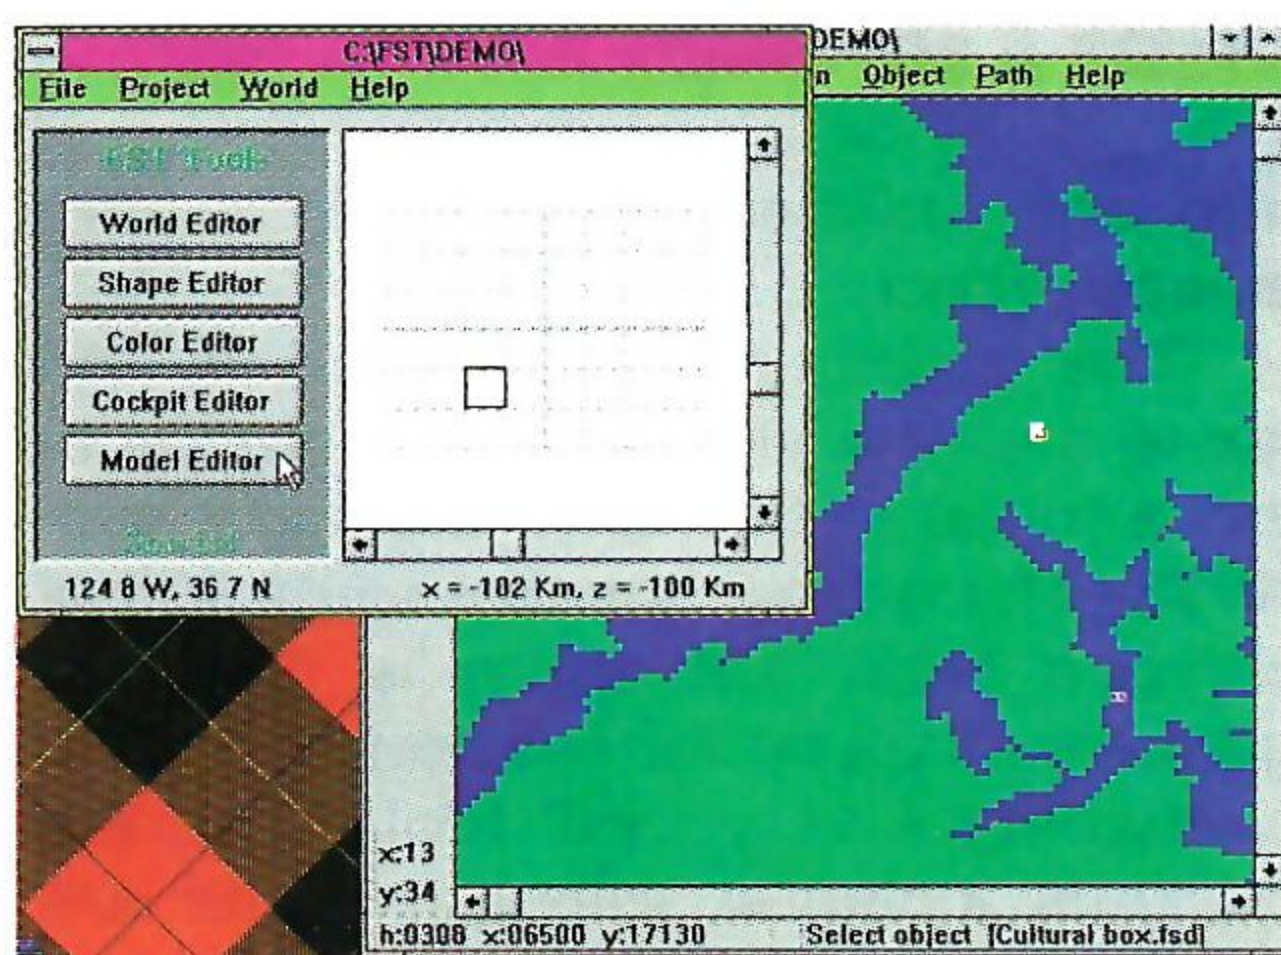 C:\FST\DEMO\
File Project World Help
FST Tools
World Editor
Shape Editor
Color Editor
Cockpit Editor
Model Editor
124 8 W, 36 7 N
x = -102 Km, z = -100 Km
DEMO\
n Object Path Help
x:13
y:34
h:0308 x:06500 y:17130 Select object [Cultural box.fsd]